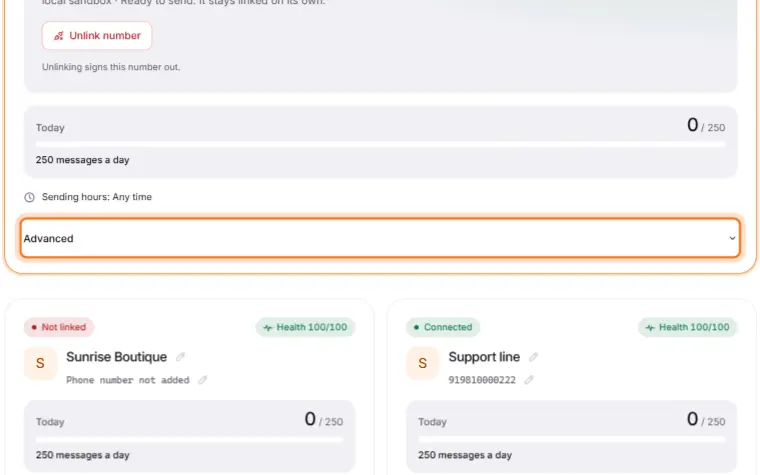 local sandbox · Ready to send. It stays linked on its own.
Unlink number
Unlinking signs this number out.
Today
0 / 250
250 messages a day
Sending hours: Any time
Advanced
Not linked
Health 100/100
S
Sunrise Boutique
Phone number not added
Today
0 / 250
250 messages a day
Connected
Health 100/100
S
Support line
919810000222
Today
0 / 250
250 messages a day